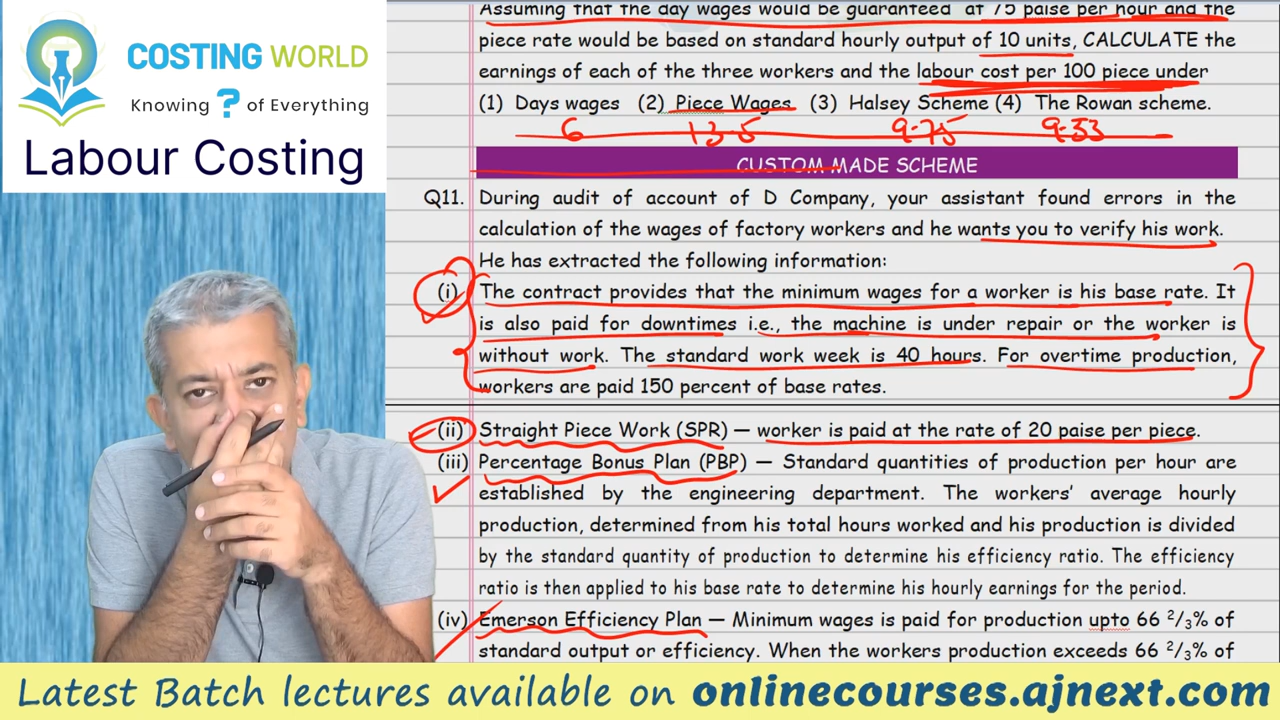 COSTING WORLD
Knowing ? of Everything
Labour Costing
Assuming that the day wages would be guaranteed at 75 paise per hour and the
piece rate would be based on standard hourly output of 10 units, CALCULATE the
earnings of each of the three workers and the labour cost per 100 piece under
(1) Days wages (2) Piece Wages (3) Halsey Scheme (4) The Rowan scheme.
6 13.5 9.75 9.33
CUSTOM MADE SCHEME
Q11. During audit of account of D Company, your assistant found errors in the
calculation of the wages of factory workers and he wants you to verify his work.
He has extracted the following information:
(i) The contract provides that the minimum wages for a worker is his base rate. It
is also paid for downtimes i.e., the machine is under repair or the worker is
without work. The standard work week is 40 hours. For overtime production,
workers are paid 150 percent of base rates.
(ii) Straight Piece Work (SPR) — worker is paid at the rate of 20 paise per piece.
(iii) Percentage Bonus Plan (PBP) — Standard quantities of production per hour are
established by the engineering department. The workers' average hourly
production, determined from his total hours worked and his production is divided
by the standard quantity of production to determine his efficiency ratio. The efficiency
ratio is then applied to his base rate to determine his hourly earnings for the period.
(iv) Emerson Efficiency Plan — Minimum wages is paid for production upto 66 2/3% of
standard output or efficiency. When the workers production exceeds 66 2/3% of
Latest Batch lectures available on onlinecourses.ajnext.com